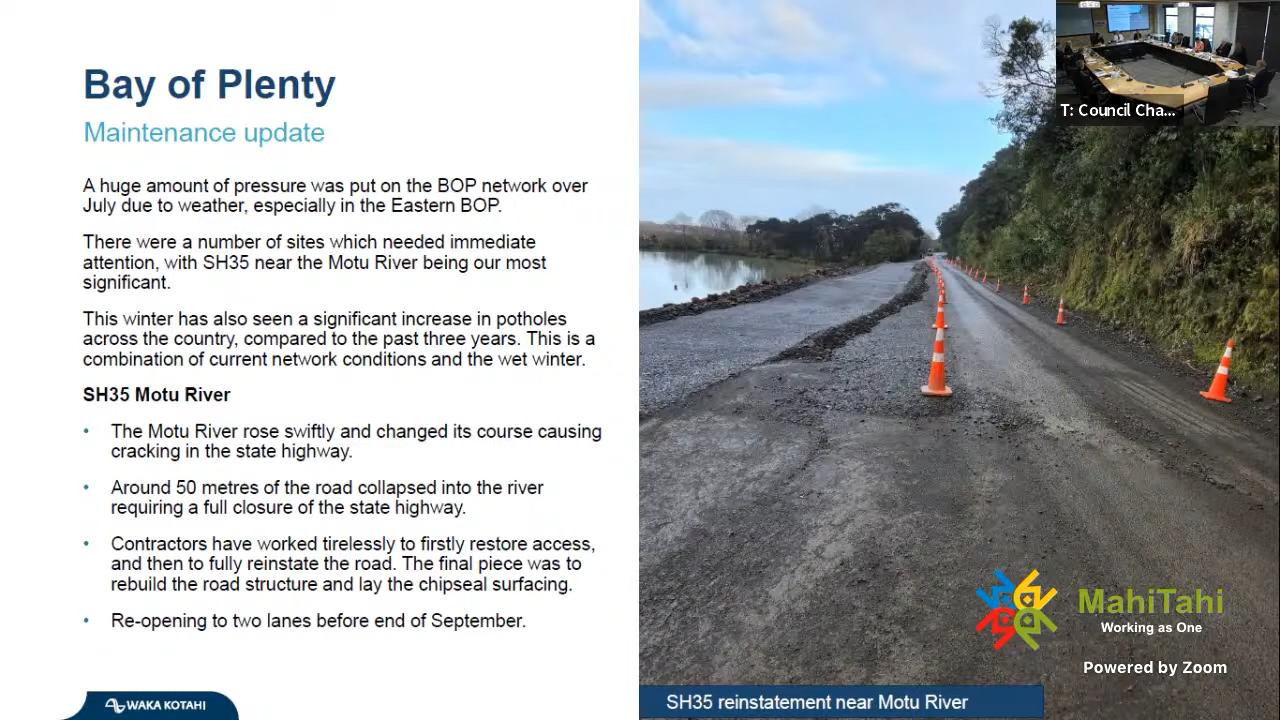 Bay of Plenty
Maintenance update
A huge amount of pressure was put on the BOP network over
July due to weather, especially in the Eastern BOP.
There were a number of sites which needed immediate
attention, with SH35 near the Motu River being our most
significant.
This winter has also seen a significant increase in potholes
across the country, compared to the past three years. This is a
combination of current network conditions and the wet winter.
SH35 Motu River
• The Motu River rose swiftly and changed its course causing
cracking in the state highway.
• Around 50 metres of the road collapsed into the river
requiring a full closure of the state highway.
• Contractors have worked tirelessly to firstly restore access,
and then to fully reinstate the road. The final piece was to
rebuild the road structure and lay the chipseal surfacing.
• Re-opening to two lanes before end of September.
WAKA KOTAHI
T: Council Cha...
MahiTahi
Working as One
Powered by Zoom
SH35 reinstatement near Motu River